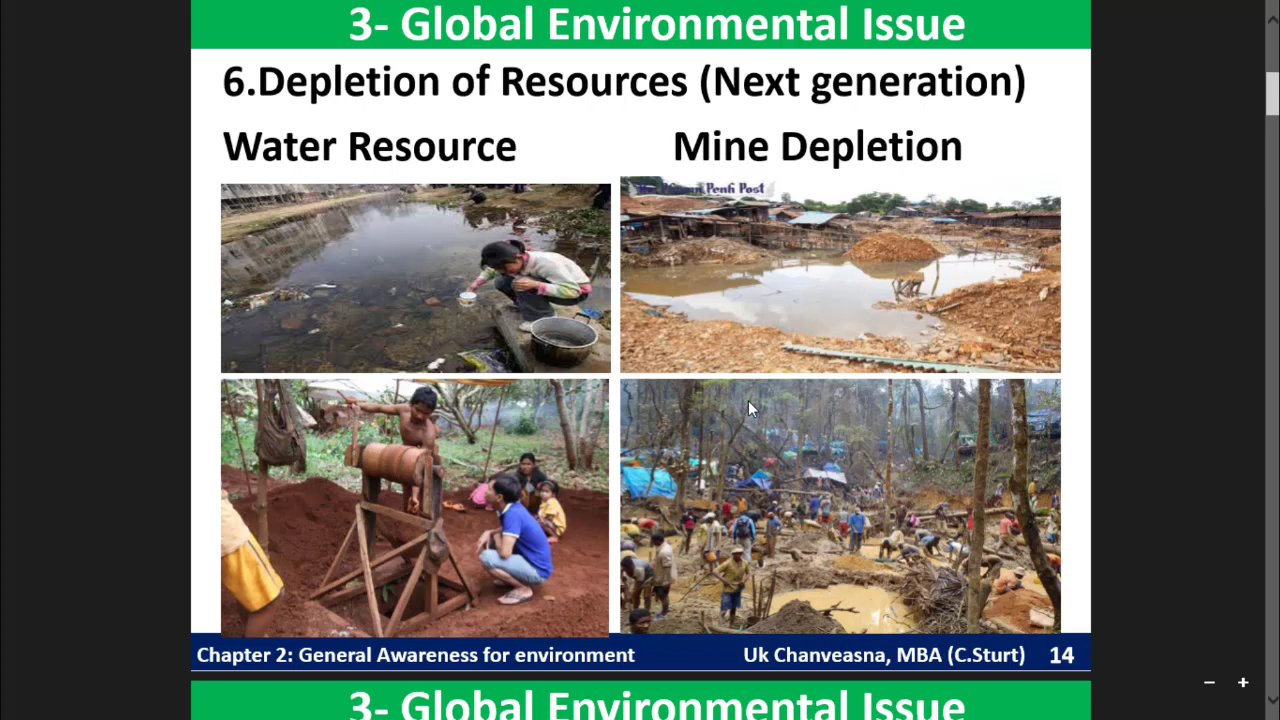 3- Global Environmental Issue
6.Depletion of Resources (Next generation)
Water Resource
Mine Depletion
Penh Post
Chapter 2: General Awareness for environment
Uk Chanveasna, MBA (C.Sturt)
14
3- Global Environmental Issue